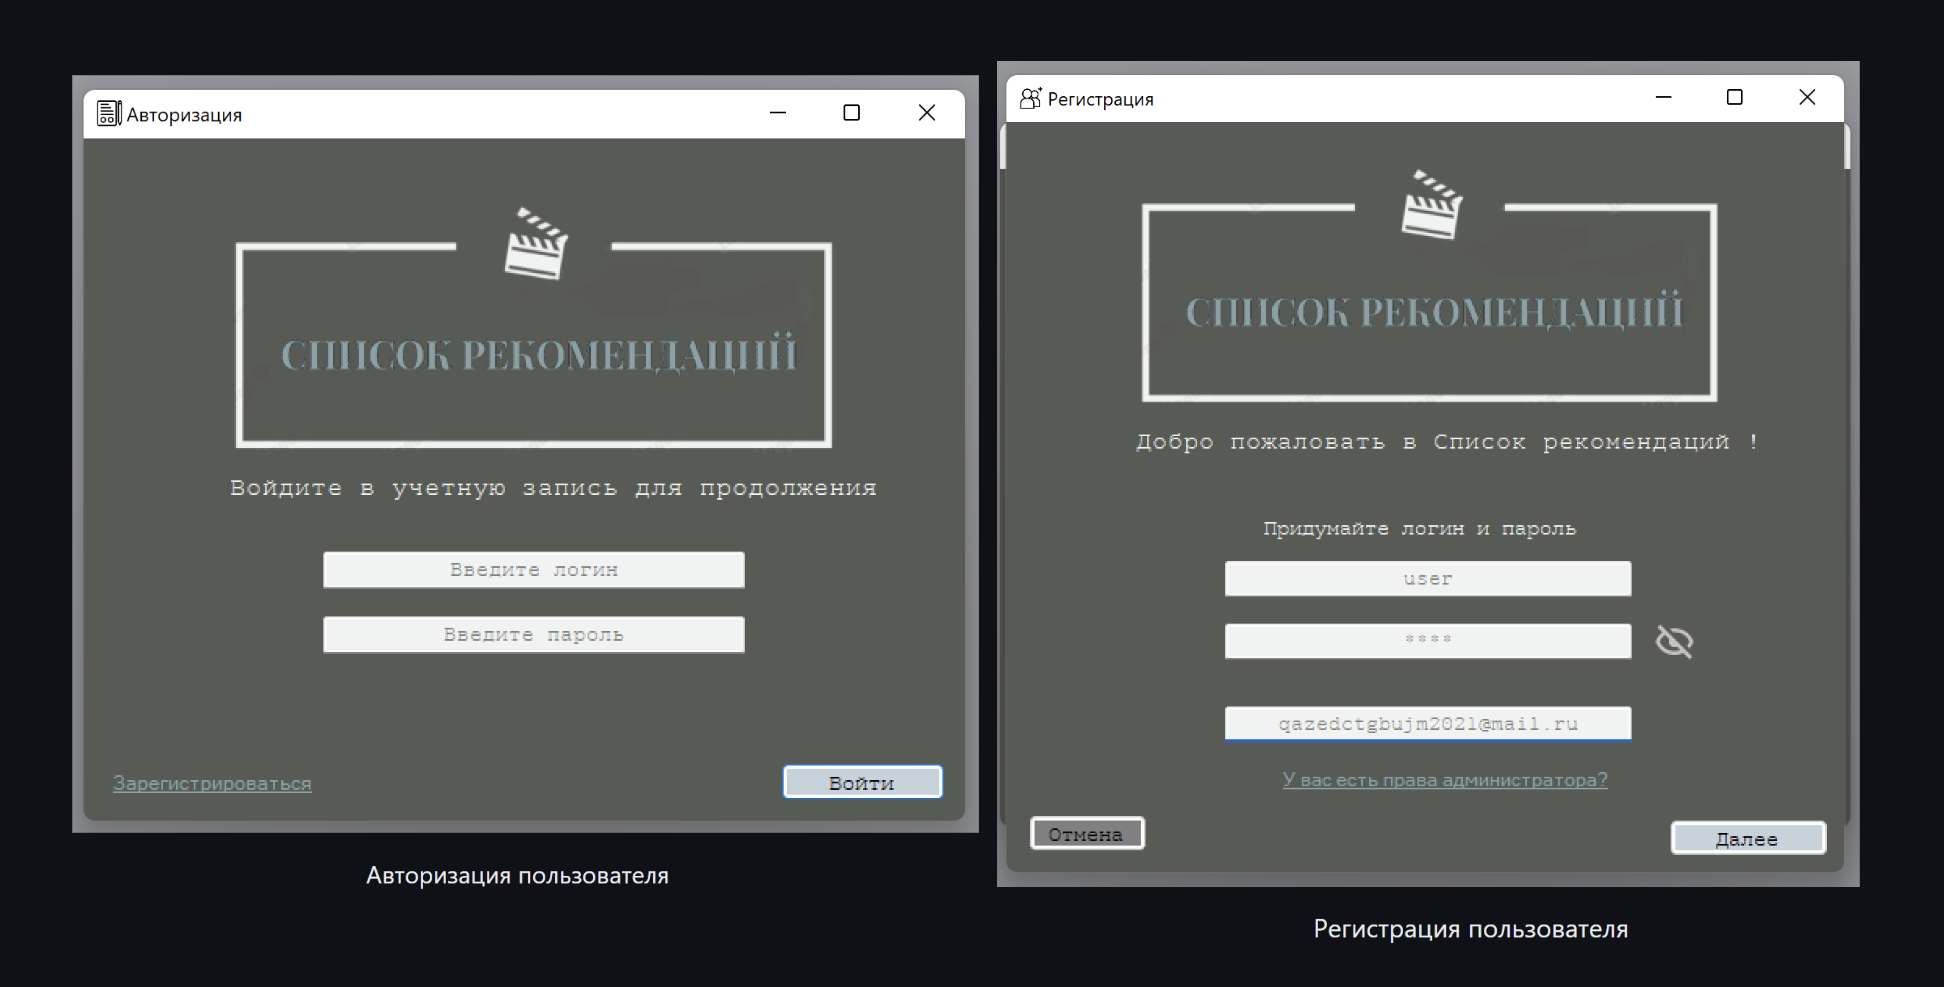 Авторизация
СПИСОК РЕКОМЕНДАЦИЙ
Войдите в учетную запись для продолжения
Введите логин
Введите пароль
Зарегистрироваться
Войти
Авторизация пользователя
Регистрация
СПИСОК РЕКОМЕНДАЦИЙ
Добро пожаловать в Список рекомендаций !
Придумайте логин и пароль
user
****
qazedctgbujm2021@mail.ru
У вас есть права администратора?
Отмена
Далее
Регистрация пользователя